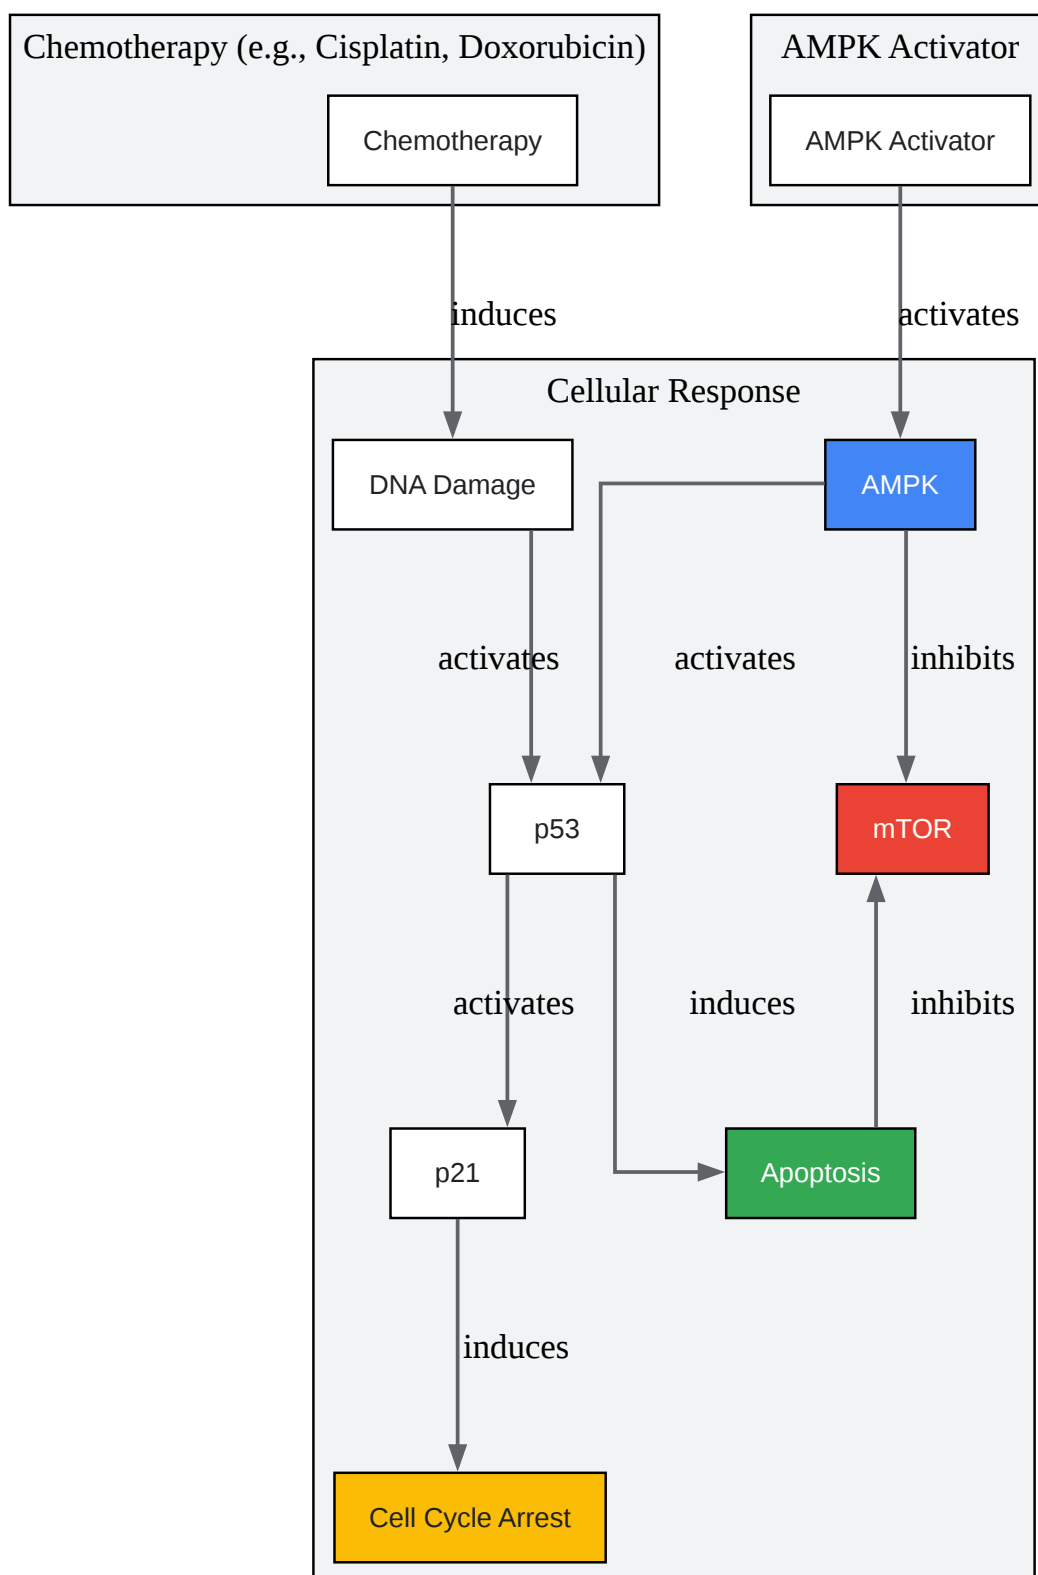 Chemotherapy (e.g., Cisplatin, Doxorubicin)
AMPK Activator
Chemotherapy
AMPK Activator
induces
activates
Cellular Response
DNA Damage
AMPK
activates
activates
inhibits
p53
mTOR
activates
induces
inhibits
p21
Apoptosis
induces
Cell Cycle Arrest